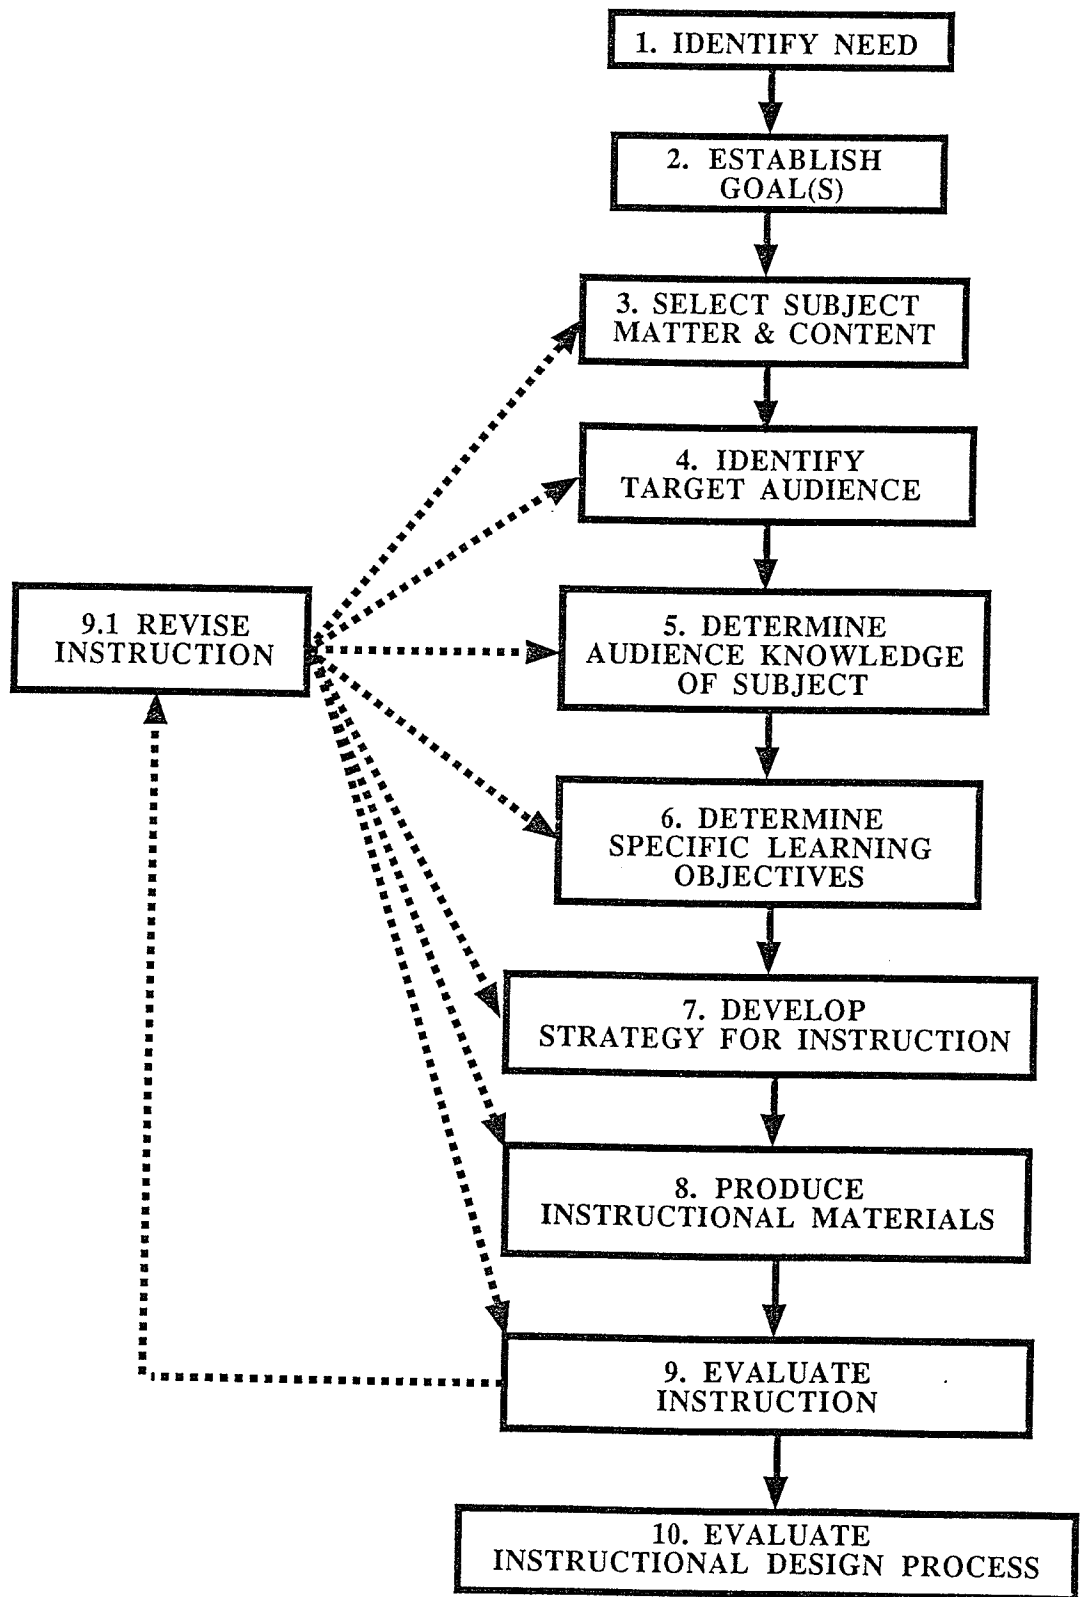 1. IDENTIFY NEED
2. ESTABLISH
GOAL(S)
3. SELECT SUBJECT
MATTER & CONTENT
4. IDENTIFY
TARGET AUDIENCE
9.1 REVISE
INSTRUCTION
5. DETERMINE
AUDIENCE KNOWLEDGE
OF SUBJECT
6. DETERMINE
SPECIFIC LEARNING
OBJECTIVES
7. DEVELOP
STRATEGY FOR INSTRUCTION
8. PRODUCE
INSTRUCTIONAL MATERIALS
9. EVALUATE
INSTRUCTION
10. EVALUATE
INSTRUCTIONAL DESIGN PROCESS